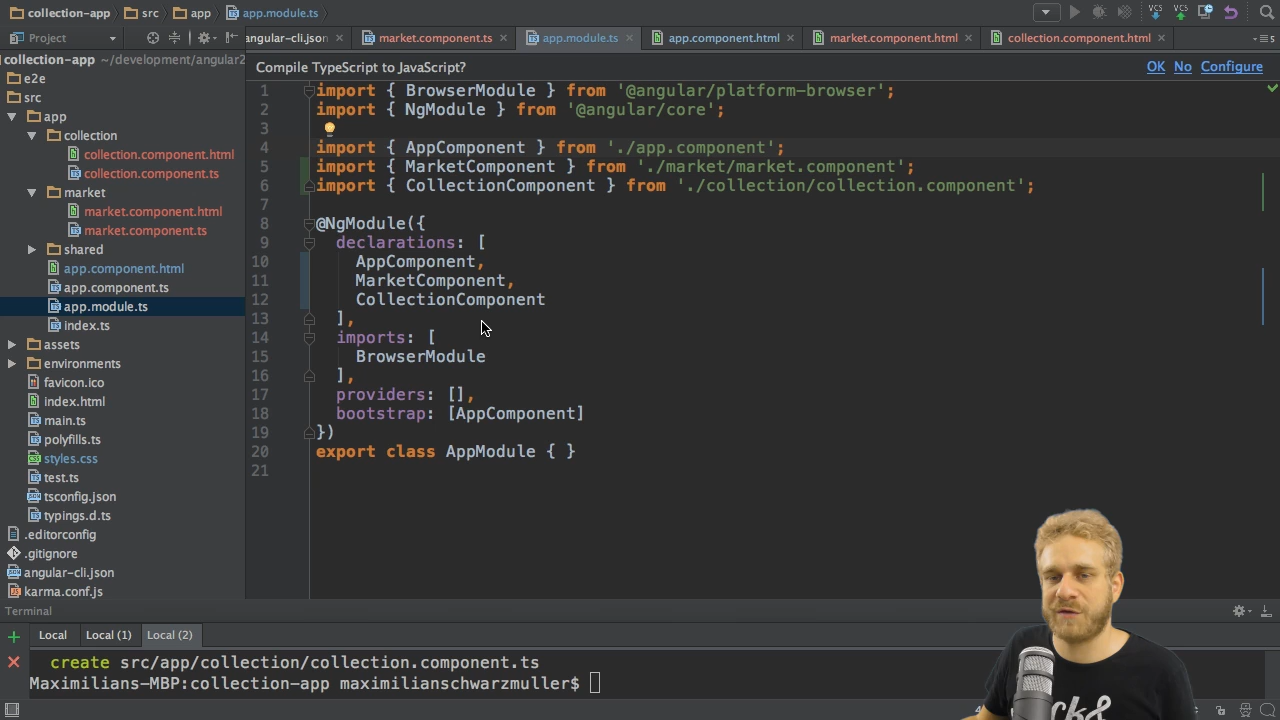 collection-app src app app.module.ts
Project
angular-cli.json market.component.ts app.module.ts app.component.html market.component.html collection.component.html
collection-app ~/development/angular2
Compile TypeScript to JavaScript? OK No Configure
e2e
src
app
collection
collection.component.html
collection.component.ts
market
market.component.html
market.component.ts
shared
app.component.html
app.component.ts
app.module.ts
index.ts
assets
environments
favicon.ico
index.html
main.ts
polyfills.ts
styles.css
test.ts
tsconfig.json
typings.d.ts
.editorconfig
.gitignore
angular-cli.json
karma.conf.js
1 import { BrowserModule } from '@angular/platform-browser';
2 import { NgModule } from '@angular/core';
3
4 import { AppComponent } from './app.component';
5 import { MarketComponent } from './market/market.component';
6 import { CollectionComponent } from './collection/collection.component';
7
8 @NgModule({
9 declarations: [
10 AppComponent,
11 MarketComponent,
12 CollectionComponent
13 ],
14 imports: [
15 BrowserModule
16 ],
17 providers: [],
18 bootstrap: [AppComponent]
19 })
20 export class AppModule { }
21
Terminal
Local Local (1) Local (2)
create src/app/collection/collection.component.ts
Maximilians-MBP:collection-app maximilianschwarzmuller$